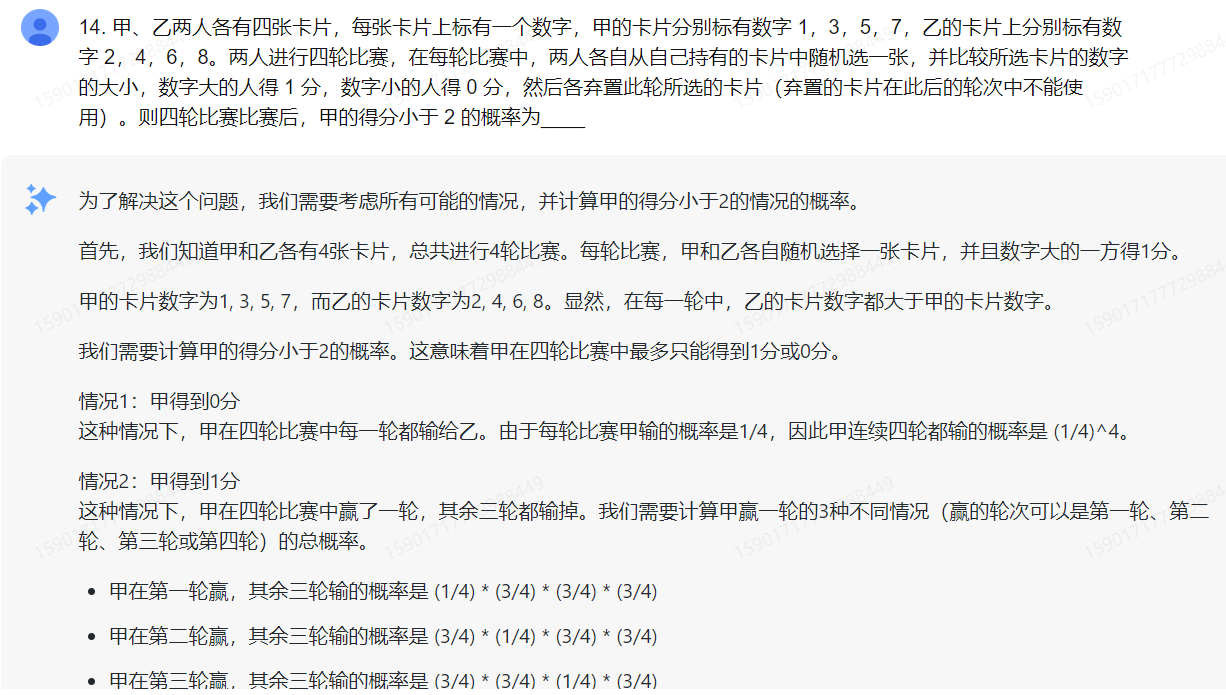 14. 甲、乙两人各有四张卡片，每张卡片上标有一个数字，甲的卡片分别标有数字 1，3，5，7，乙的卡片上分别标有数
字 2，4，6，8。两人进行四轮比赛，在每轮比赛中，两人各自从自己持有的卡片中随机选一张，并比较所选卡片的数字
的大小，数字大的人得 1 分，数字小的人得 0 分，然后各弃置此轮所选的卡片（弃置的卡片在此后的轮次中不能使
用）。则四轮比赛比赛后，甲的得分小于 2 的概率为_____
为了解决这个问题，我们需要考虑所有可能的情况，并计算甲的得分小于2的情况的概率。
首先，我们知道甲和乙各有4张卡片，总共进行4轮比赛。每轮比赛，甲和乙各自随机选择一张卡片，并且数字大的一方得1分。
甲的卡片数字为1, 3, 5, 7，而乙的卡片数字为2, 4, 6, 8。显然，在每一轮中，乙的卡片数字都大于甲的卡片数字。
我们需要计算甲的得分小于2的概率。这意味着甲在四轮比赛中最多只能得到1分或0分。
情况1：甲得到0分
这种情况下，甲在四轮比赛中每一轮都输给乙。由于每轮比赛甲输的概率是1/4，因此甲连续四轮都输的概率是 (1/4)^4。
情况2：甲得到1分
这种情况下，甲在四轮比赛中赢了一轮，其余三轮都输掉。我们需要计算甲赢一轮的3种不同情况（赢的轮次可以是第一轮、第二
轮、第三轮或第四轮）的总概率。
• 甲在第一轮赢，其余三轮输的概率是 (1/4) * (3/4) * (3/4) * (3/4)
• 甲在第二轮赢，其余三轮输的概率是 (3/4) * (1/4) * (3/4) * (3/4)
• 甲在第三轮赢，其余三轮输的概率是 (3/4) * (3/4) * (1/4) * (3/4)